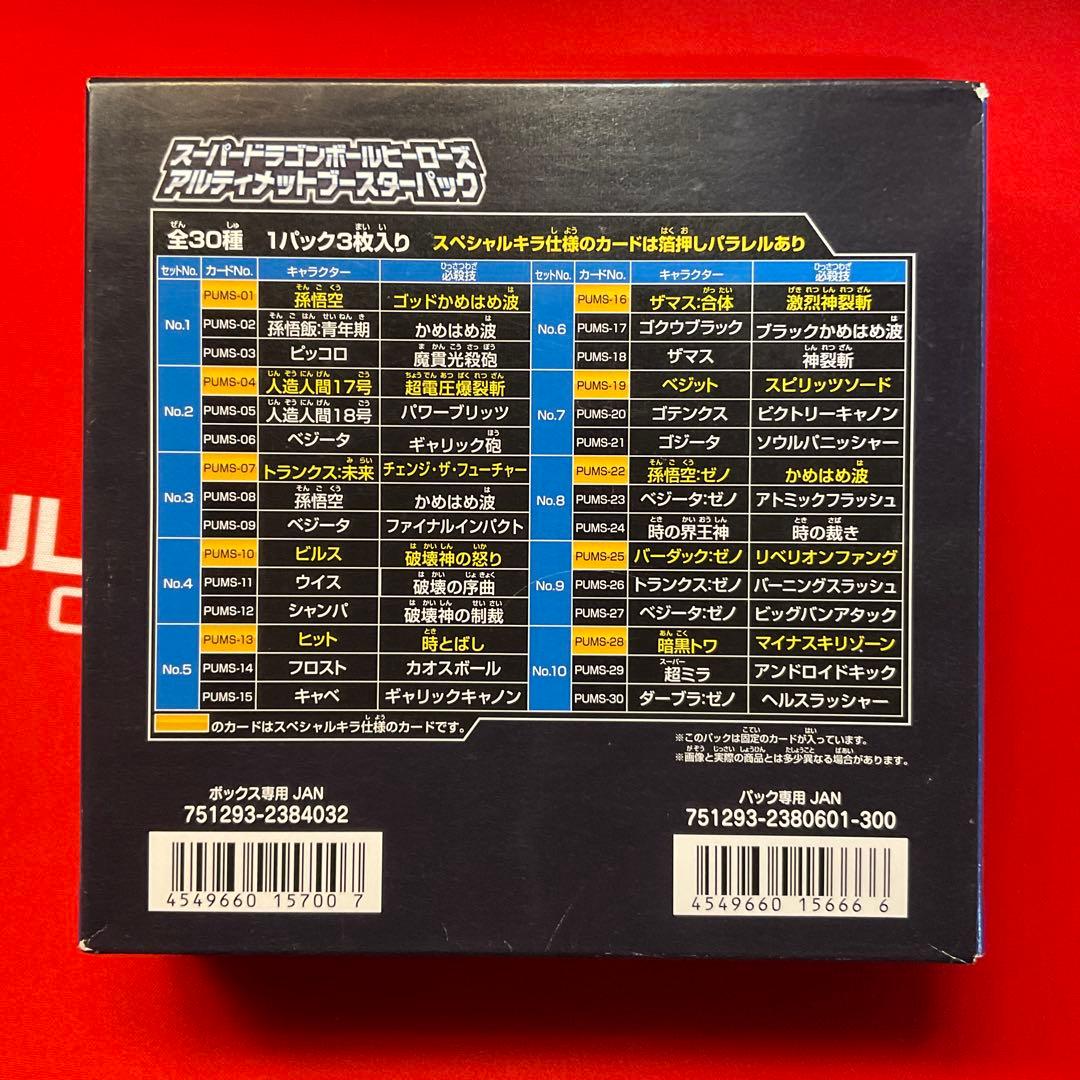 スーパードラゴンボールヒーローズ
アルティメットブースターパック
全30種 1パック3枚入り スペシャルキラ仕様のカードは箔押しパラレルあり
セットNo. カードNo. キャラクター 必殺技
No.1
PUMS-01 孫悟空 ゴッドかめはめ波
PUMS-02 孫悟飯:青年期 かめはめ波
PUMS-03 ピッコロ 魔貫光殺砲
No.2
PUMS-04 人造人間17号 超電圧爆裂斬
PUMS-05 人造人間18号 パワーブリッツ
PUMS-06 ベジータ ギャリック砲
No.3
PUMS-07 トランクス:未来 チェンジ・ザ・フューチャー
PUMS-08 孫悟空 かめはめ波
PUMS-09 ベジータ ファイナルインパクト
No.4
PUMS-10 ビルス 破壊神の怒り
PUMS-11 ウイス 破壊の序曲
PUMS-12 シャンパ 破壊神の制裁
No.5
PUMS-13 ヒット 時とばし
PUMS-14 フロスト カオスボール
PUMS-15 キャベ ギャリックキャノン
セットNo. カードNo. キャラクター 必殺技
No.6
PUMS-16 ザマス:合体 激烈神裂斬
PUMS-17 ゴクウブラック ブラックかめはめ波
PUMS-18 ザマス 神裂斬
No.7
PUMS-19 ベジット スピリッツソード
PUMS-20 ゴテンクス ビクトリーキャノン
PUMS-21 ゴジータ ソウルパニッシャー
No.8
PUMS-22 孫悟空:ゼノ かめはめ波
PUMS-23 ベジータ:ゼノ アトミックフラッシュ
PUMS-24 時の界王神 時の裁き
No.9
PUMS-25 バーダック:ゼノ リベリオンファング
PUMS-26 トランクス:ゼノ バーニングスラッシュ
PUMS-27 ベジータ:ゼノ ビッグバンアタック
No.10
PUMS-28 暗黒トワ マイナスキリゾーン
PUMS-29 超ミラ アンドロイドキック
PUMS-30 ダーブラ:ゼノ ヘルスラッシャー
のカードはスペシャルキラ仕様のカードです。
※このパックは固定のカードが入っています。
※画像と実際の商品とは多少異なる場合があります。
ボックス専用 JAN
751293-2384032
4549660 15700 7
パック専用 JAN
751293-2380601-300
4549660 15666 6